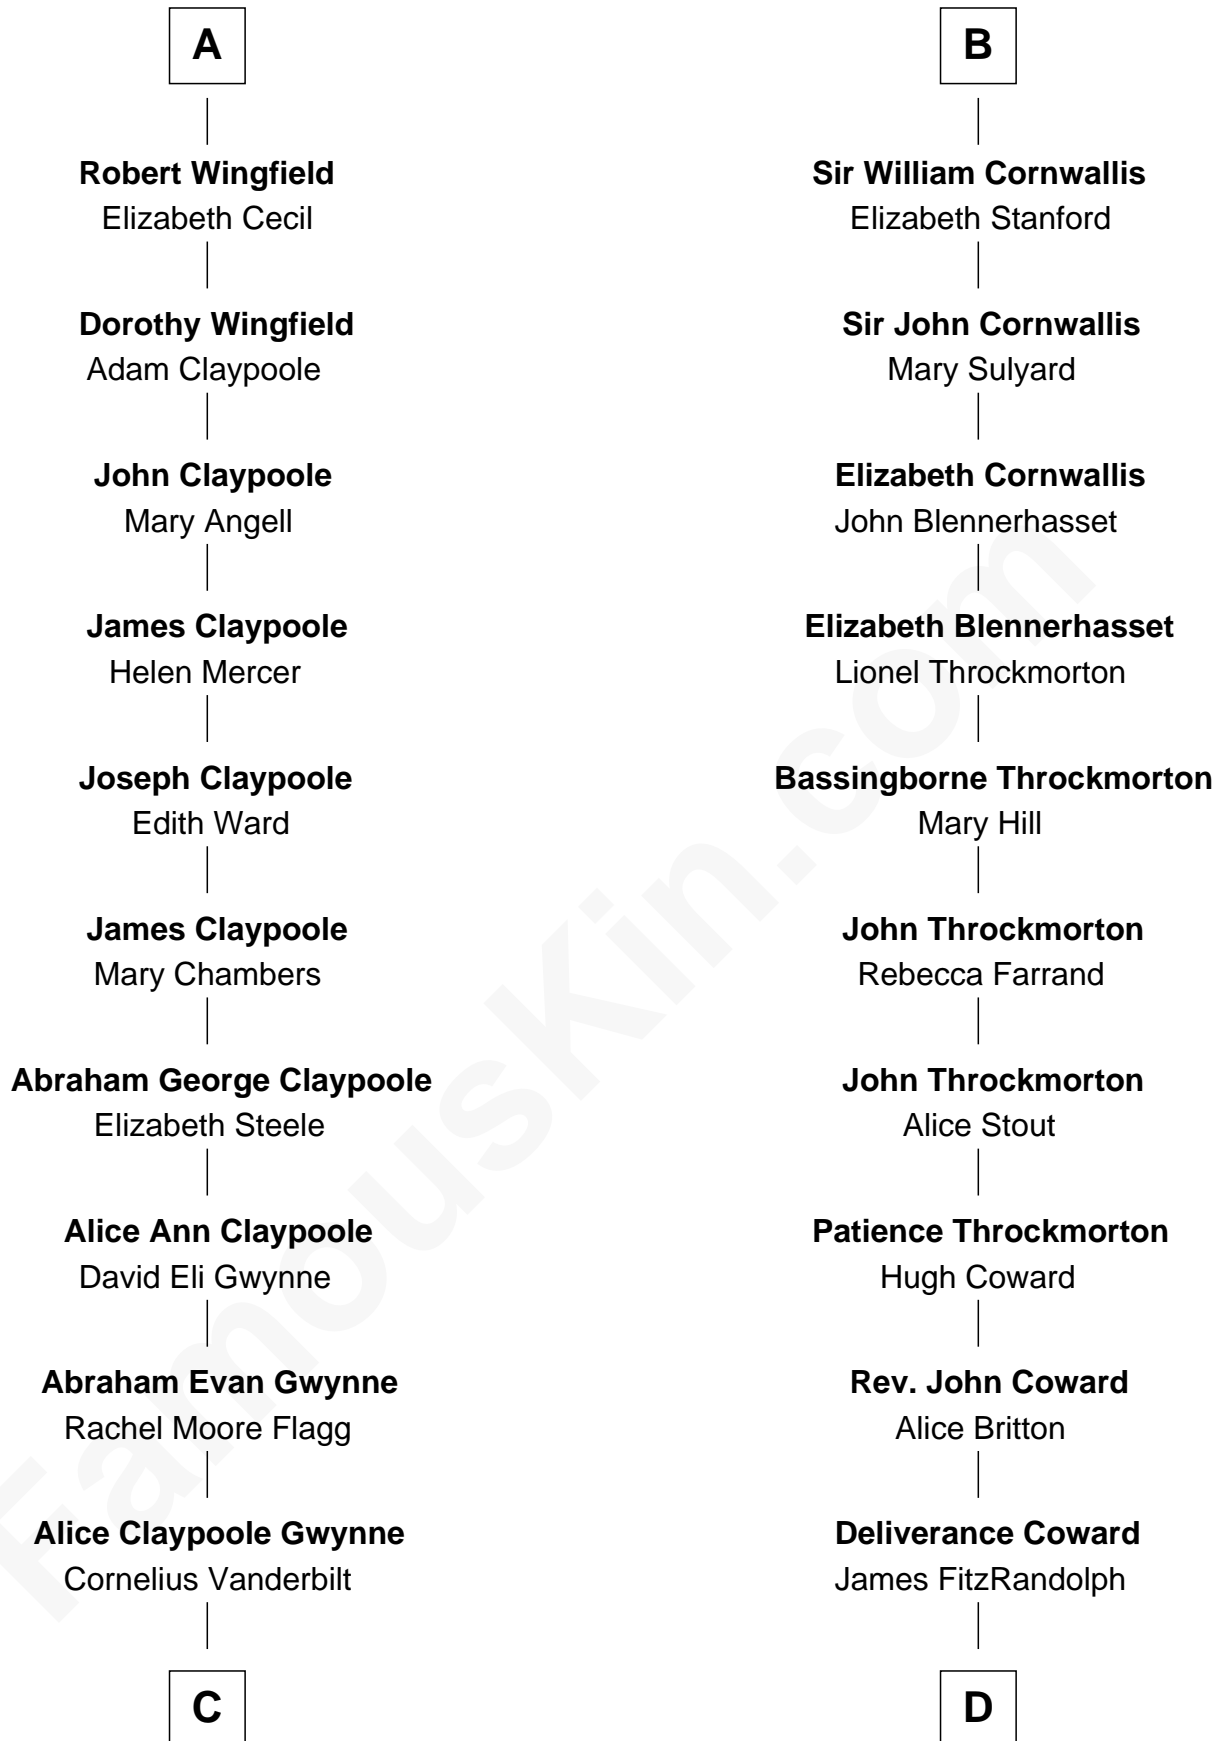 A
Robert Wingfield
Elizabeth Cecil
Dorothy Wingfield
Adam Claypoole
John Claypoole
Mary Angell
James Claypoole
Helen Mercer
Joseph Claypoole
Edith Ward
James Claypoole
Mary Chambers
Abraham George Claypoole
Elizabeth Steele
Alice Ann Claypoole
David Eli Gwynne
Abraham Evan Gwynne
Rachel Moore Flagg
Alice Claypoole Gwynne
Cornelius Vanderbilt
C
B
Sir William Cornwallis
Elizabeth Stanford
Sir John Cornwallis
Mary Sulyard
Elizabeth Cornwallis
John Blennerhasset
Elizabeth Blennerhasset
Lionel Throckmorton
Bassingborne Throckmorton
Mary Hill
John Throckmorton
Rebecca Farrand
John Throckmorton
Alice Stout
Patience Throckmorton
Hugh Coward
Rev. John Coward
Alice Britton
Deliverance Coward
James FitzRandolph
D
FamousKin.com